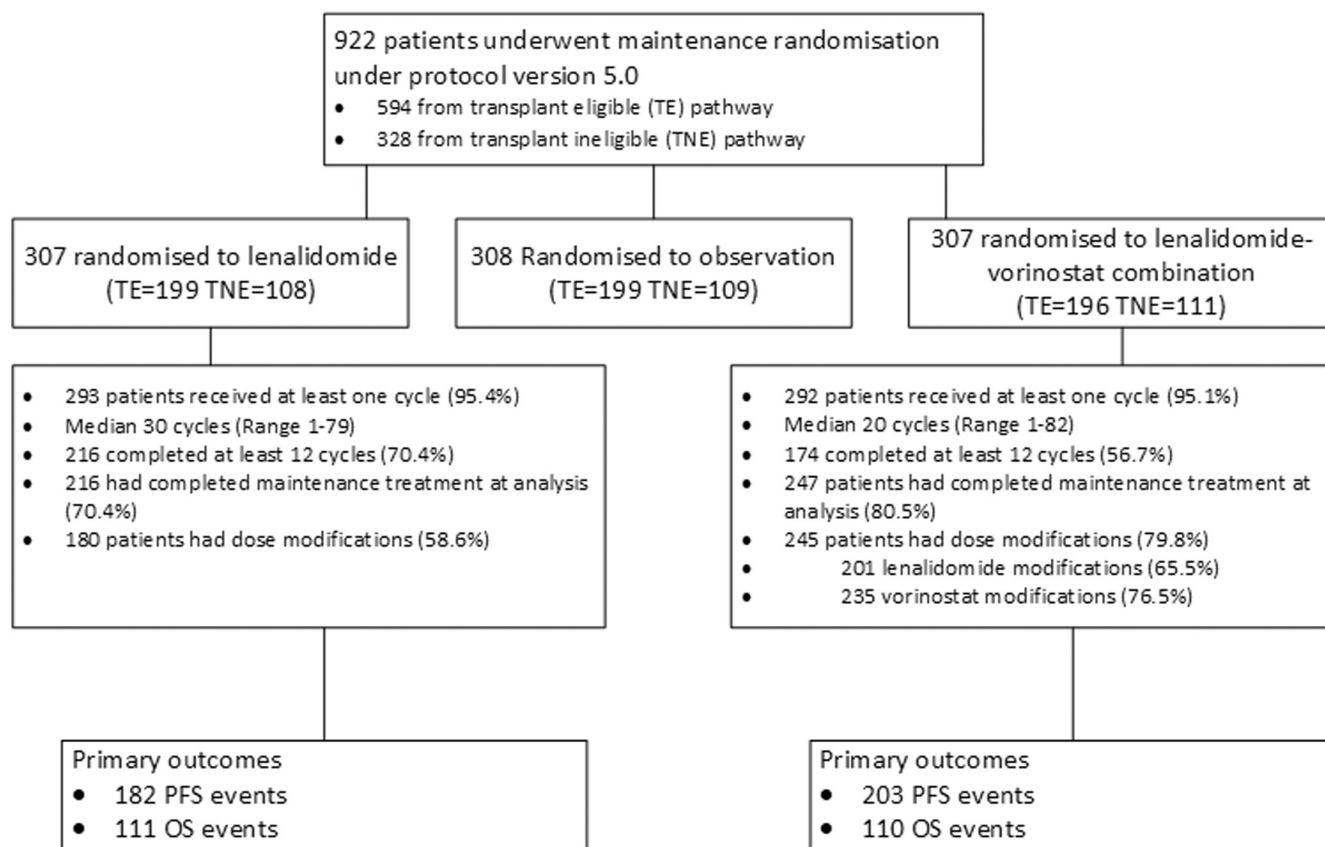 922 patients underwent maintenance randomisation
under protocol version 5.0
• 594 from transplant eligible (TE) pathway
• 328 from transplant ineligible (TNE) pathway
307 randomised to lenalidomide
(TE=199 TNE=108)
308 Randomised to observation
(TE=199 TNE=109)
307 randomised to lenalidomide-
vorinostat combination
(TE=196 TNE=111)
• 293 patients received at least one cycle (95.4%)
• Median 30 cycles (Range 1-79)
• 216 completed at least 12 cycles (70.4%)
• 216 had completed maintenance treatment at analysis
(70.4%)
• 180 patients had dose modifications (58.6%)
• 292 patients received at least one cycle (95.1%)
• Median 20 cycles (Range 1-82)
• 174 completed at least 12 cycles (56.7%)
• 247 patients had completed maintenance treatment at
analysis (80.5%)
• 245 patients had dose modifications (79.8%)
• 201 lenalidomide modifications (65.5%)
• 235 vorinostat modifications (76.5%)
Primary outcomes
• 182 PFS events
• 111 OS events
Primary outcomes
• 203 PFS events
• 110 OS events